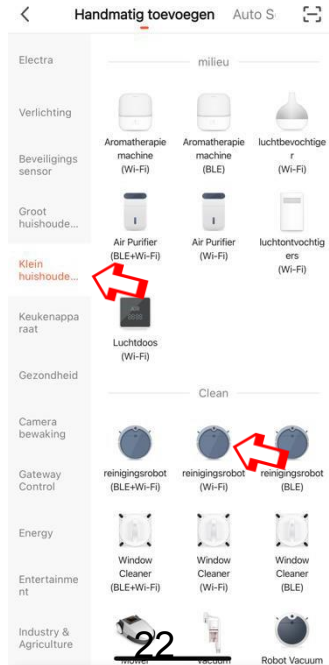 Handmatig toevoegen Auto S
Electra
Verlichting
Beveiligings
sensor
Groot
huishoude...
Klein
huishoude...
Keukenappa
raat
Gezondheid
Camera
bewaking
Gateway
Control
Energy
Entertainme
nt
Industry &
Agriculture
milieu
Aromatherapie
machine
(Wi-Fi)
Aromatherapie
machine
(BLE)
luchtbevochtige
r
(Wi-Fi)
Air Purifier
(BLE+Wi-Fi)
Air Purifier
(Wi-Fi)
luchtontvochtig
ers
(Wi-Fi)
Luchtdoos
(Wi-Fi)
Clean
reinigingsrobot
(BLE+Wi-Fi)
reinigingsrobot
(Wi-Fi)
reinigingsrobot
(BLE)
Window
Cleaner
(BLE+Wi-Fi)
Window
Cleaner
(Wi-Fi)
Window
Cleaner
(BLE)
Mower
Vacuum
Robot Vacuum
22